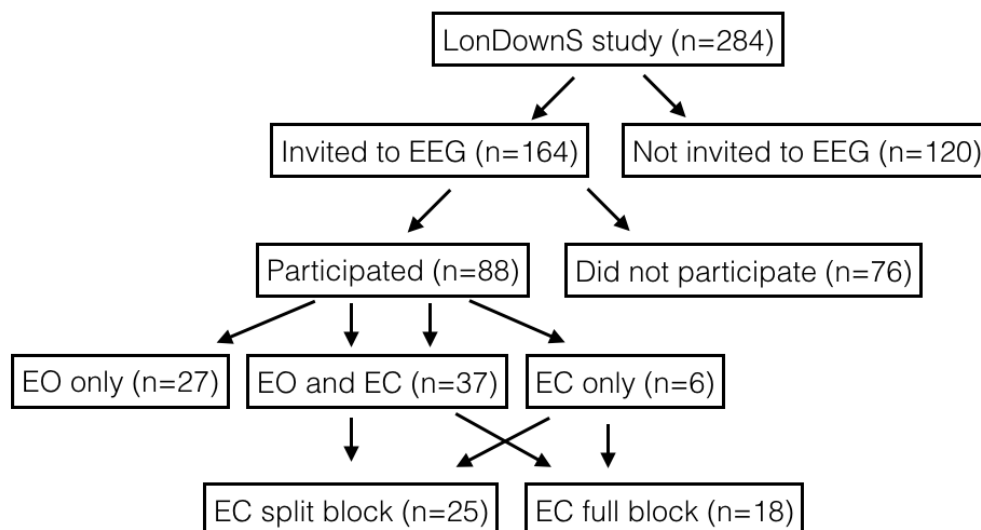 LonDownS study (n=284)
Invited to EEG (n=164)
Not invited to EEG (n=120)
Participated (n=88)
Did not participate (n=76)
EO only (n=27)
EO and EC (n=37)
EC only (n=6)
EC split block (n=25)
EC full block (n=18)